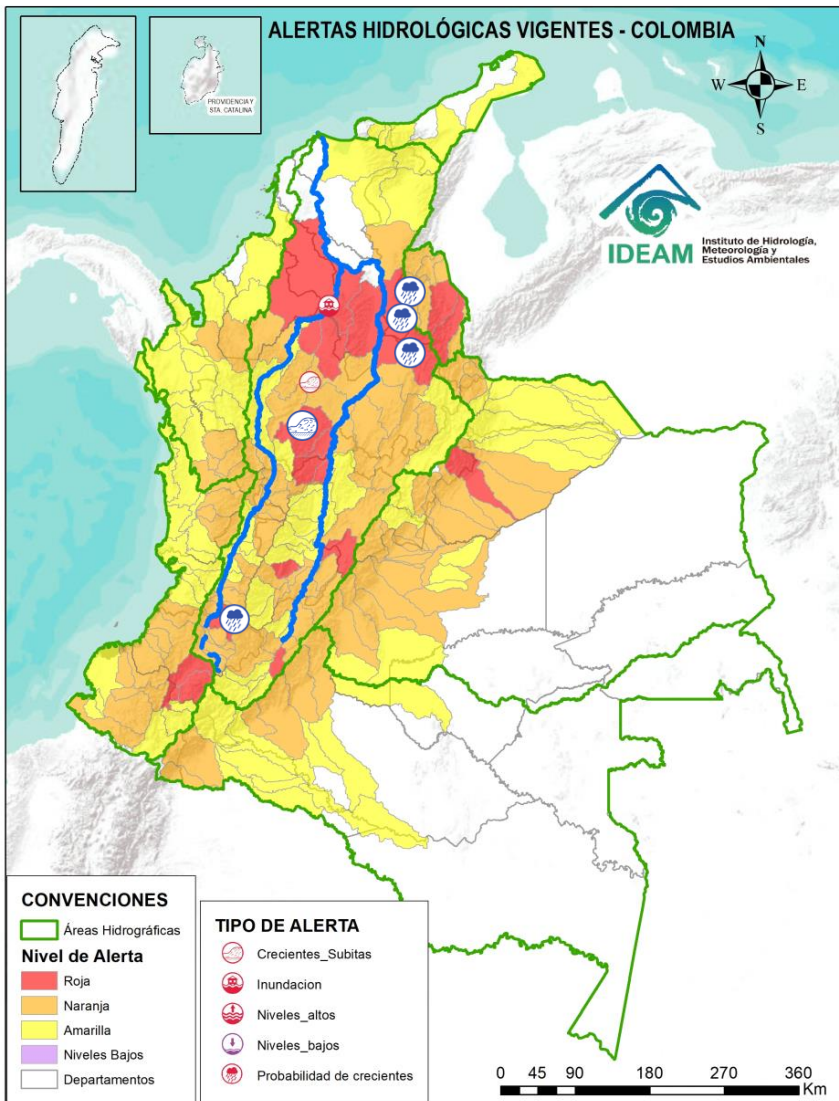 ALERTAS HIDROLÓGICAS VIGENTES - COLOMBIA
PROVIDENCIA Y
STA. CATALINA
N
W
E
S
IDEAM
Instituto de Hidrología,
Meteorología y
Estudios Ambientales
CONVENCIONES
Áreas Hidrográficas
Nivel de Alerta
Roja
Naranja
Amarilla
Niveles Bajos
Departamentos
TIPO DE ALERTA
Crecientes_Subitas
Inundacion
Niveles_altos
Niveles_bajos
Probabilidad de crecientes
0 45 90 180 270 360
Km